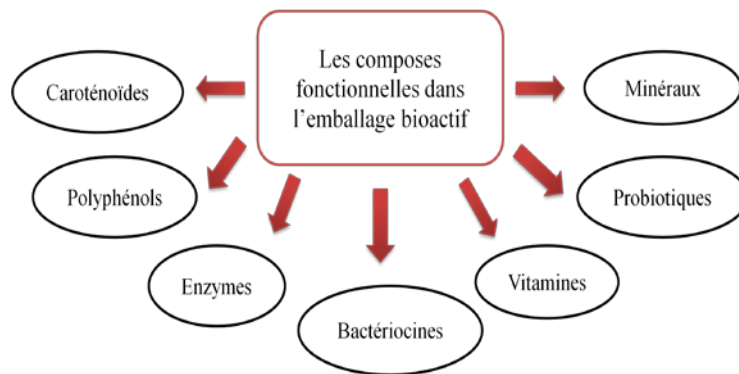 Les composes
fonctionnelles dans
l'emballage bioactif
Caroténoïdes
Minéraux
Polyphénols
Probiotiques
Enzymes
Vitamines
Bactériocines